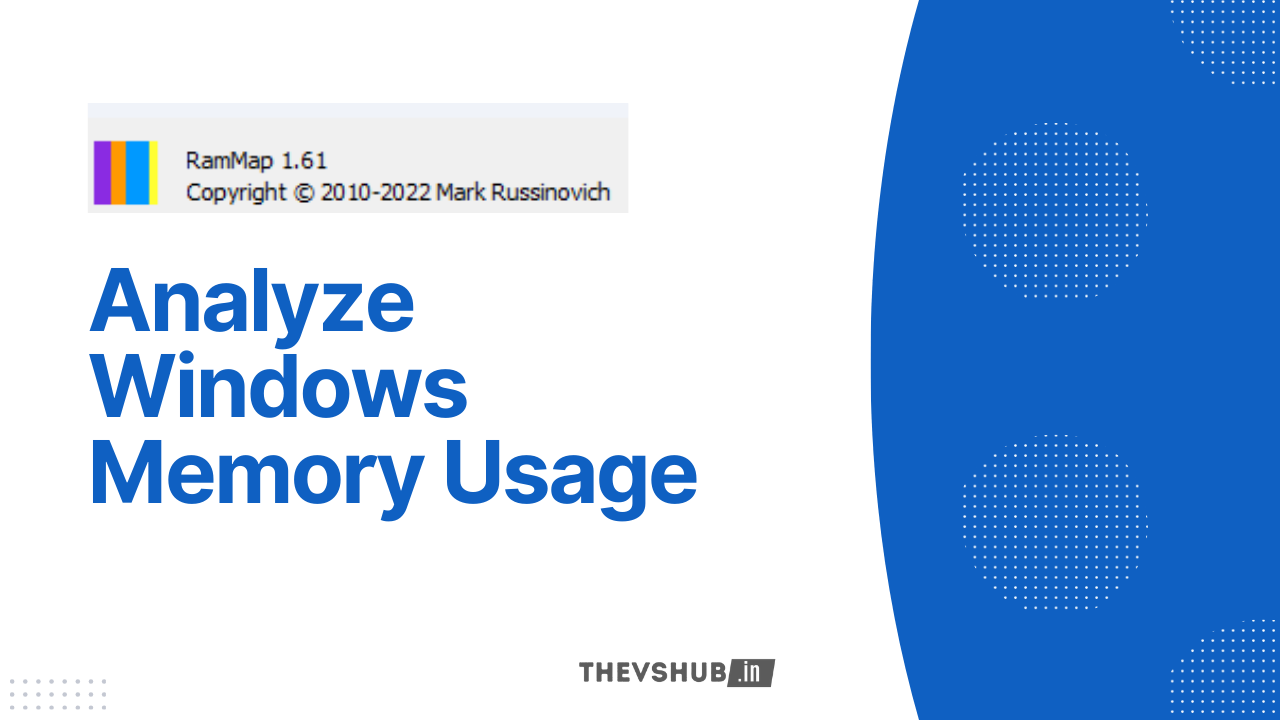 RamMap 1.61
Copyright © 2010-2022 Mark Russinovich
Analyze
Windows
Memory Usage
THEVSHUB.in